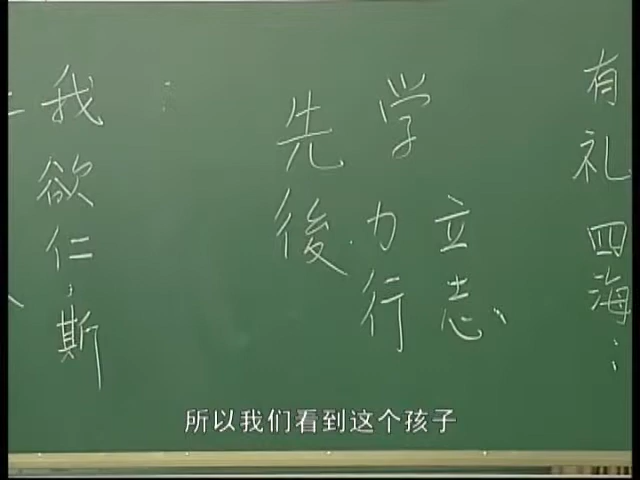 有礼 四海…
学
立志、
力行
先後
我欲仁，斯
所以我们看到这个孩子